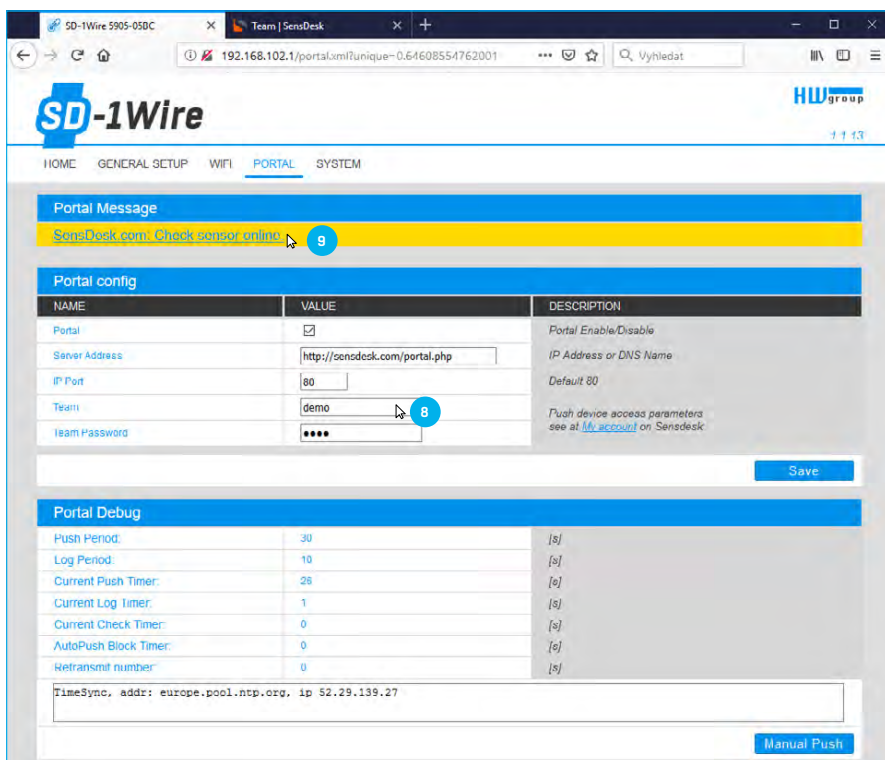 SD-1Wire 5905-05BC
Team | SensDesk
192.168.102.1/portal.xml?unique=0.64608554762001
Vyhledat
SD-1Wire
HWgroup
1.1.13
HOME GENERAL SETUP WIFI PORTAL SYSTEM
Portal Message
SensDesk.com: Check sensor online.
9
Portal config
NAME VALUE DESCRIPTION
Portal Portal Enable/Disable
Server Address http://sensdesk.com/portal.php IP Address or DNS Name
IP Port 80 Default 80
Team demo
8
Push device access parameters
see at My account on Sensdesk
Team Password ••••
Save
Portal Debug
Push Period: 30 [s]
Log Period: 10 [s]
Current Push Timer: 26 [s]
Current Log Timer: 1 [s]
Current Check Timer: 0 [s]
AutoPush Block Timer: 0 [s]
Retransmit number: 0 [s]
TimeSync, addr: europe.pool.ntp.org, ip 52.29.139.27
Manual Push